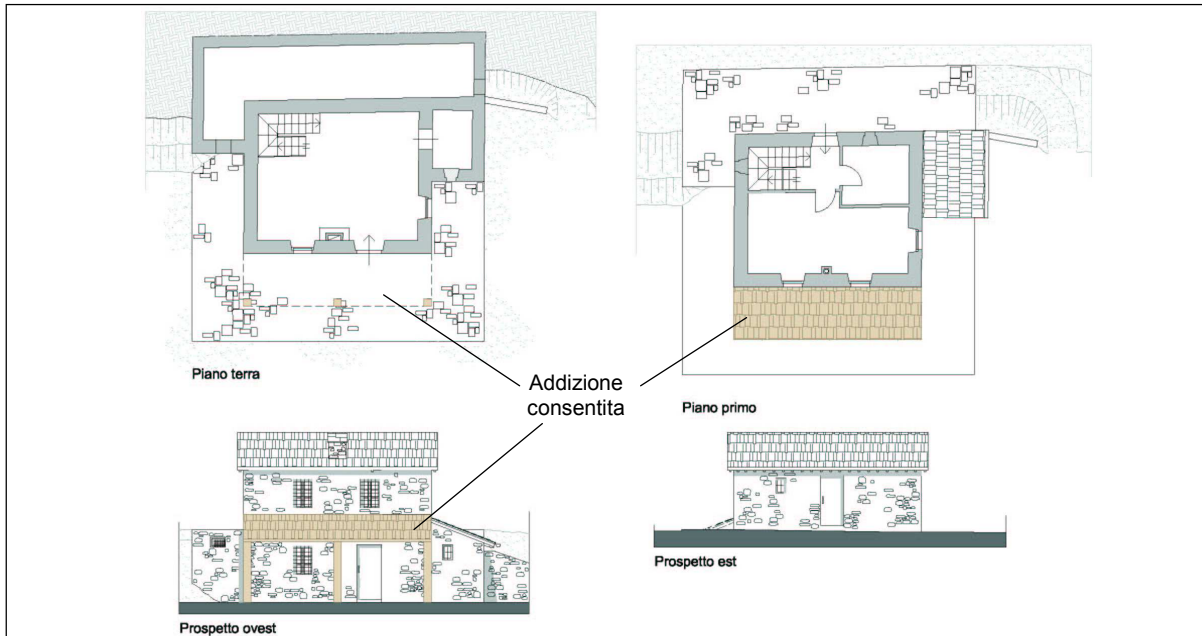 Piano terra
Addizione
consentita
Piano primo
Prospetto ovest
Prospetto est